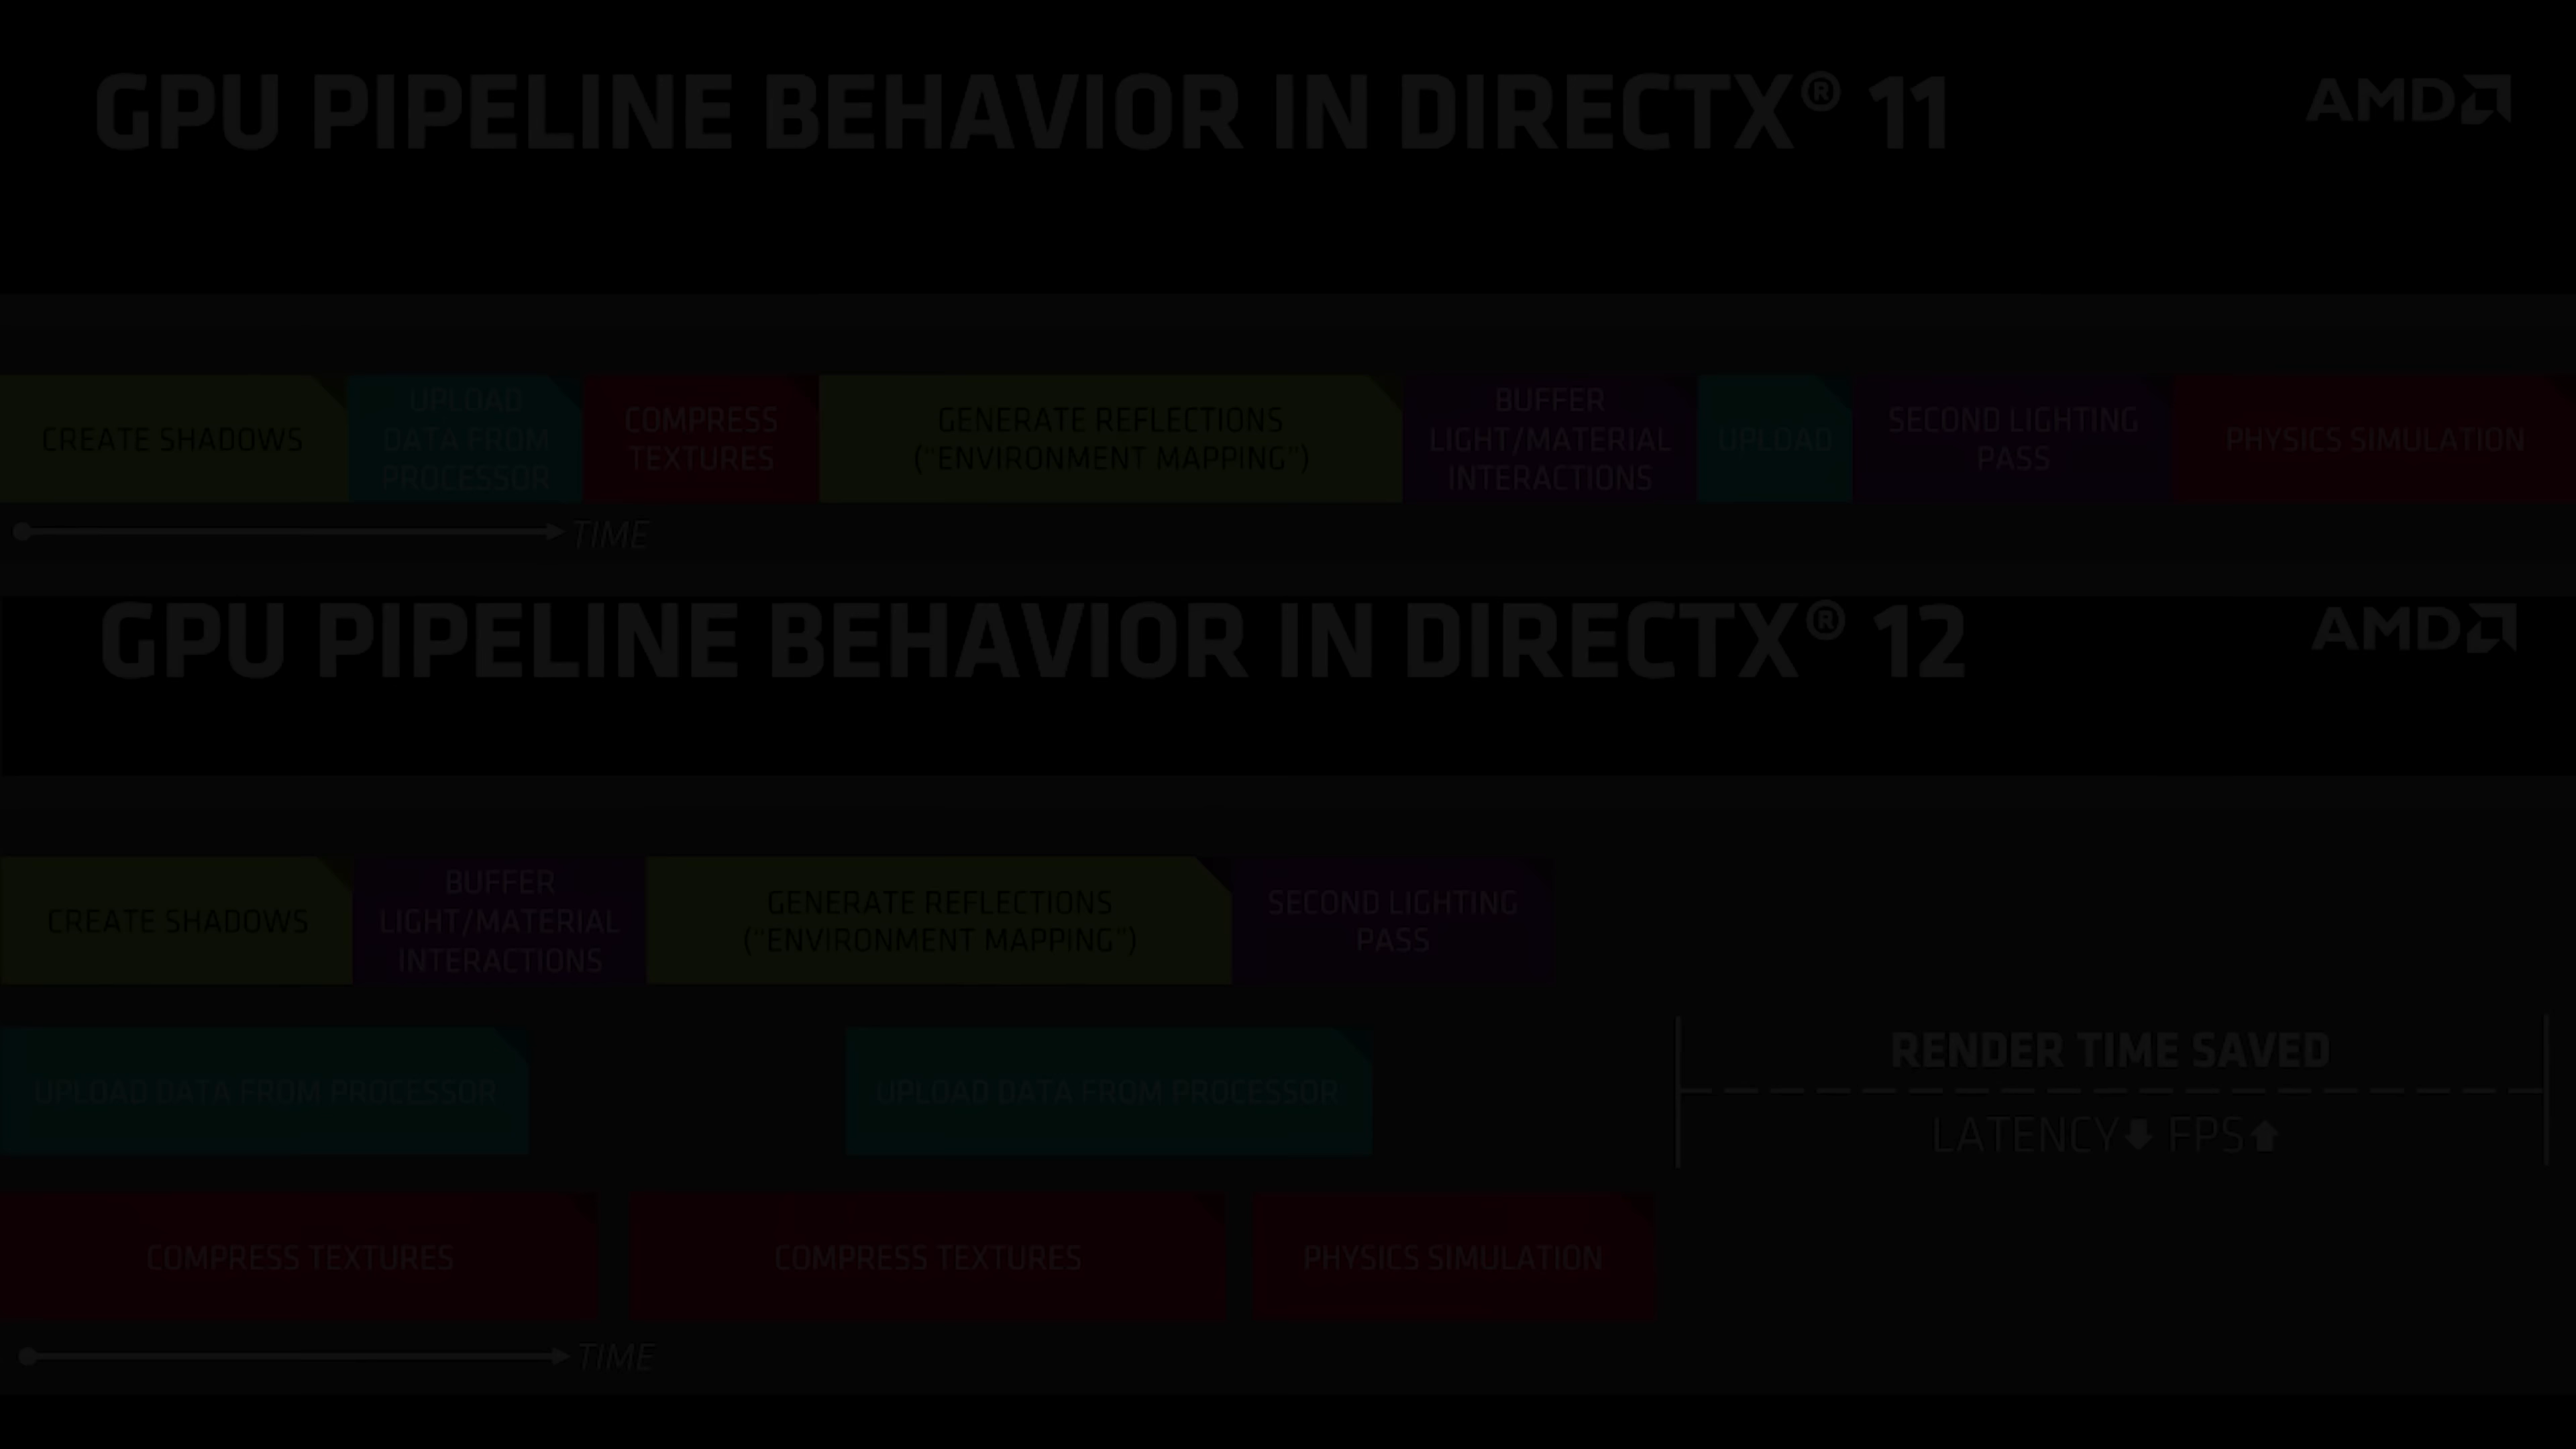 GPU PIPELINE BEHAVIOR IN DIRECTX® 11
AMD
CREATE SHADOWS
UPLOAD
DATA FROM
PROCESSOR
COMPRESS
TEXTURES
GENERATE REFLECTIONS
("ENVIRONMENT MAPPING")
BUFFER
LIGHT/MATERIAL
INTERACTIONS
UPLOAD
SECOND LIGHTING
PASS
PHYSICS SIMULATION
TIME
GPU PIPELINE BEHAVIOR IN DIRECTX® 12
AMD
CREATE SHADOWS
BUFFER
LIGHT/MATERIAL
INTERACTIONS
GENERATE REFLECTIONS
("ENVIRONMENT MAPPING")
SECOND LIGHTING
PASS
UPLOAD DATA FROM PROCESSOR
UPLOAD DATA FROM PROCESSOR
RENDER TIME SAVED
LATENCY FPS
COMPRESS TEXTURES
COMPRESS TEXTURES
PHYSICS SIMULATION
TIME